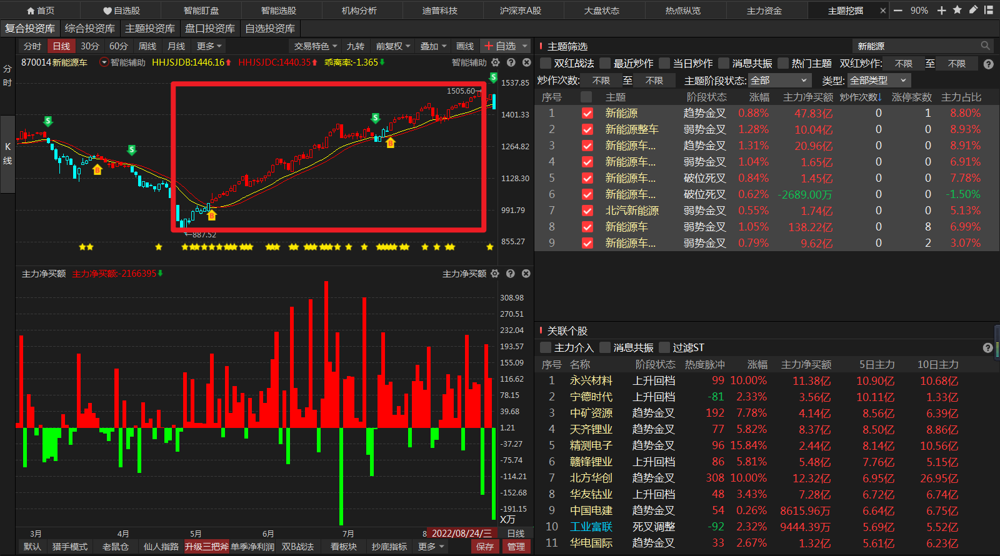 首页 自选股 智能盯盘 智能选股 机构分析 迪普科技 沪深京A股 大盘状态 热点纵览 主力资金 主题挖掘 90%
复合投资库 综合投资库 主题投资库 盘口投资库 自选投资库
分时 日线 30分 60分 周线 月线 更多 交易特色 九转 前复权 叠加 画线 +自选
分时
K线
870014 新能源车 智能辅助 HHJSJDB:1446.16 HHJSJDC:1440.35 乖离率:-1.365 智能辅助
1537.85
1505.60
1401.33
1264.82
1128.30
991.79
887.52
855.27
S
S
S
S
B
B
B
主力净买额 主力净买额:-2166395 主力净买额
308.98
270.51
232.04
193.57
155.09
116.62
78.15
39.68
1.21
-37.27
-75.74
-114.21
-152.68
-191.15
X万
3月 4月 5月 6月 7月 8 2022/08/24/三 日线
默认 猎手模式 老鼠仓 仙人指路 升级三把斧 单季净利润 双B战法 看板块 抄底指标 更多 保存 管理
主题筛选 新能源
双红战法 最近炒作 当日炒作 消息共振 热门主题 双红炒作: 不限 至 不限
炒作次数: 不限 至 不限 主题阶段状态: 全部 类型: 全部类型
序号 主题 阶段状态 涨幅 主力净买额 炒作次数↓ 涨停家数 主力占比
1 新能源 趋势金叉 0.88% 47.83亿 0 1 8.80%
2 新能源整车 弱势金叉 1.28% 10.04亿 0 0 8.93%
3 新能源车... 趋势金叉 1.31% 20.96亿 0 0 8.91%
4 新能源车... 弱势金叉 1.04% 1.65亿 0 0 6.91%
5 新能源车... 破位死叉 0.84% 1.45亿 0 0 7.78%
6 新能源车... 破位死叉 0.62% -2689.00万 0 0 -1.50%
7 北汽新能源 弱势金叉 0.55% 1.74亿 0 0 5.13%
8 新能源车 弱势金叉 1.05% 138.22亿 0 8 6.99%
9 新能源车... 弱势金叉 0.79% 9.62亿 0 2 3.07%
关联个股
主力介入 消息共振 过滤ST
序号 名称 阶段状态 热度脉冲 涨幅 主力净买额 5日主力 10日主力
1 永兴材料 上升回档 99 10.00% 11.38亿 10.90亿 10.68亿
2 宁德时代 上升回档 -81 2.33% 3.56亿 10.11亿 1.33亿
3 中矿资源 趋势金叉 192 7.78% 4.14亿 8.56亿 6.39亿
4 天齐锂业 趋势金叉 77 5.82% 8.37亿 8.50亿 8.86亿
5 精测电子 趋势金叉 96 15.84% 2.44亿 8.14亿 10.56亿
6 赣锋锂业 上升回档 86 5.81% 5.48亿 7.76亿 5.15亿
7 北方华创 趋势金叉 308 10.00% 12.32亿 6.95亿 26.95亿
8 华友钴业 上升回档 48 3.43% 7.28亿 6.72亿 6.74亿
9 中国电建 趋势金叉 54 0.26% 8615.96万 6.64亿 6.75亿
10 工业富联 死叉调整 -92 2.32% 9444.39万 5.69亿 5.52亿
11 华电国际 趋势金叉 33 2.67% 1.32亿 5.61亿 6.23亿